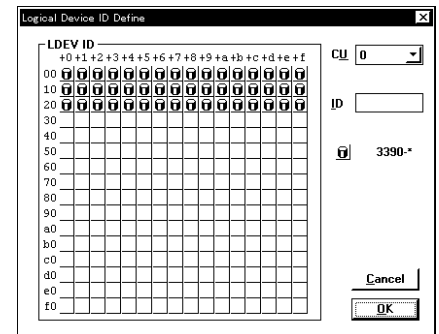 Logical Device ID Define
LDEV ID
+0 +1 +2 +3 +4 +5 +6 +7 +8 +9 +a +b +c +d +e +f
00
10
20
30
40
50
60
70
80
90
a0
b0
c0
d0
e0
f0
CU 0
ID
3390-*
Cancel
OK